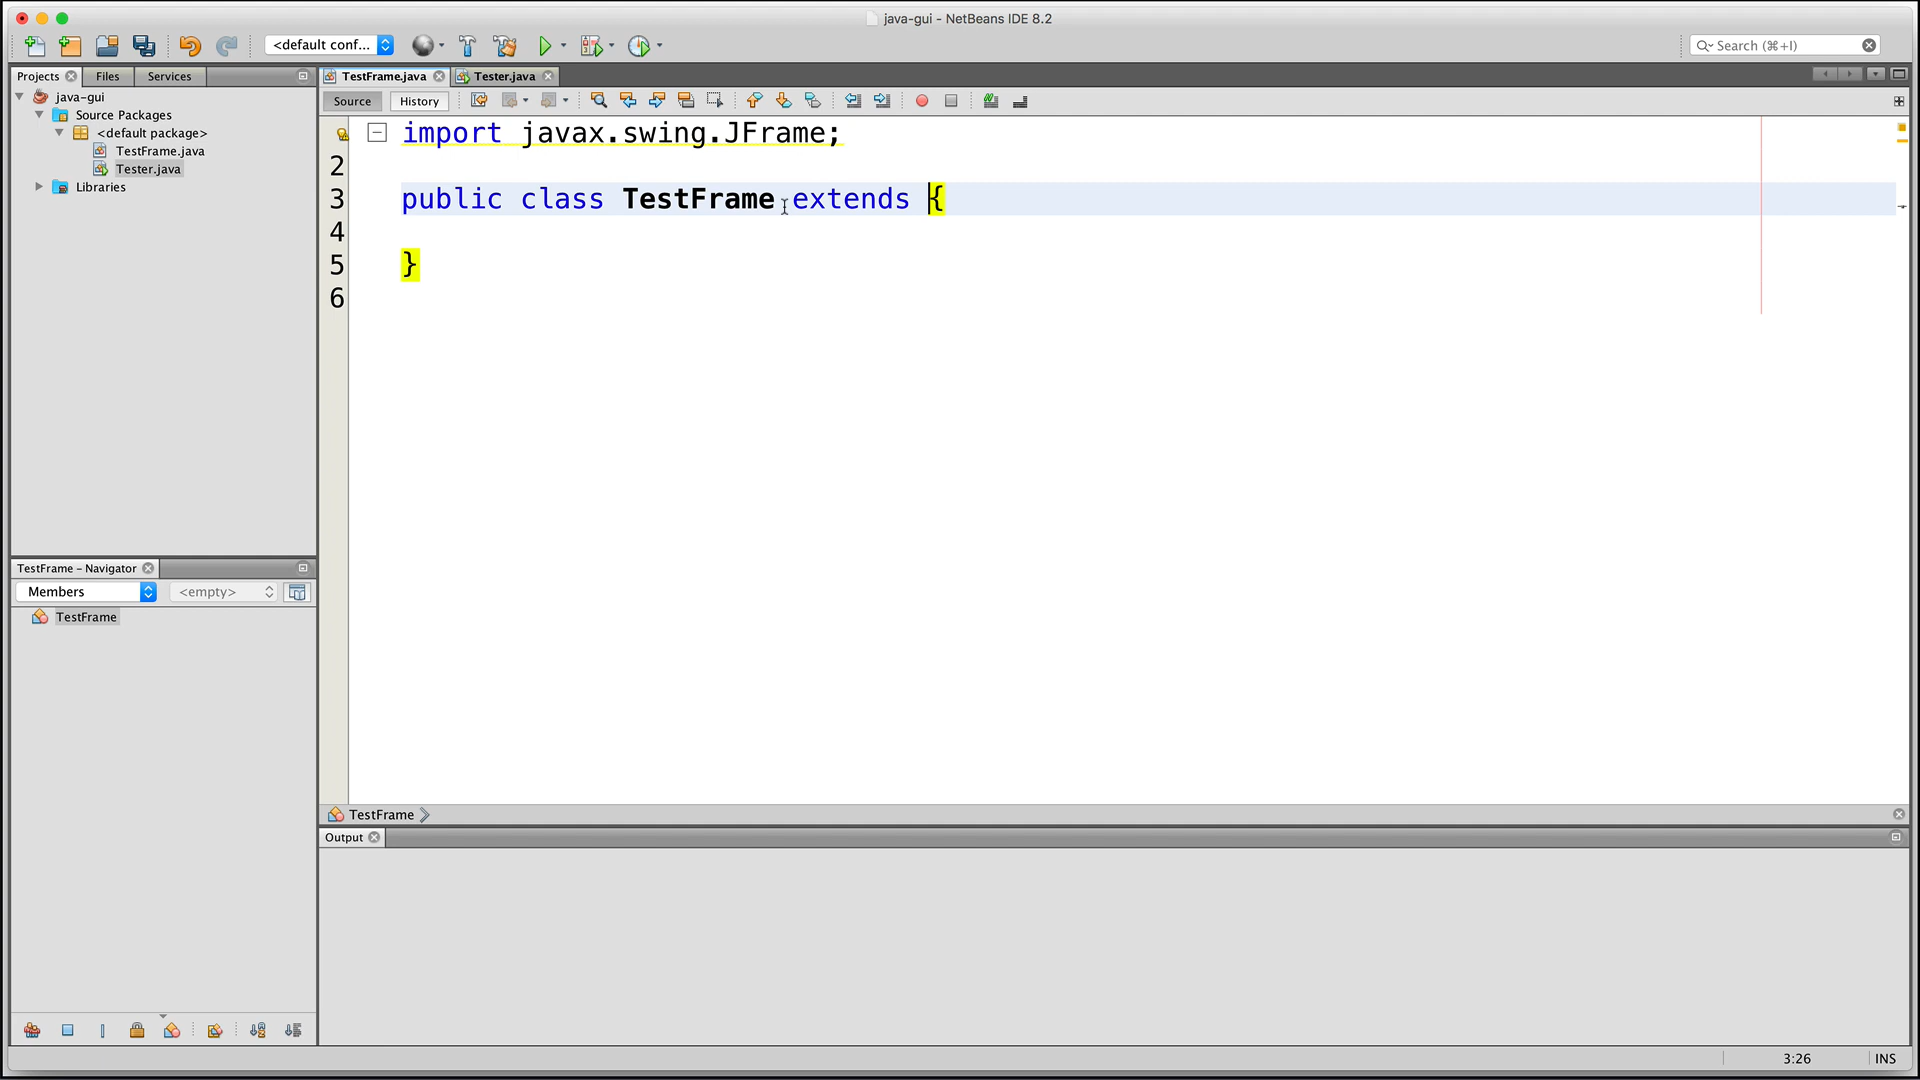 java-gui - NetBeans IDE 8.2
<default conf...
Search (⌘+I)
Projects
Files
Services
TestFrame.java
Tester.java
java-gui
Source Packages
<default package>
TestFrame.java
Tester.java
Libraries
Source
History
import javax.swing.JFrame;
2
3 public class TestFrame extends {
4
5 }
6
TestFrame – Navigator
Members
<empty>
TestFrame
TestFrame
Output
3:26
INS